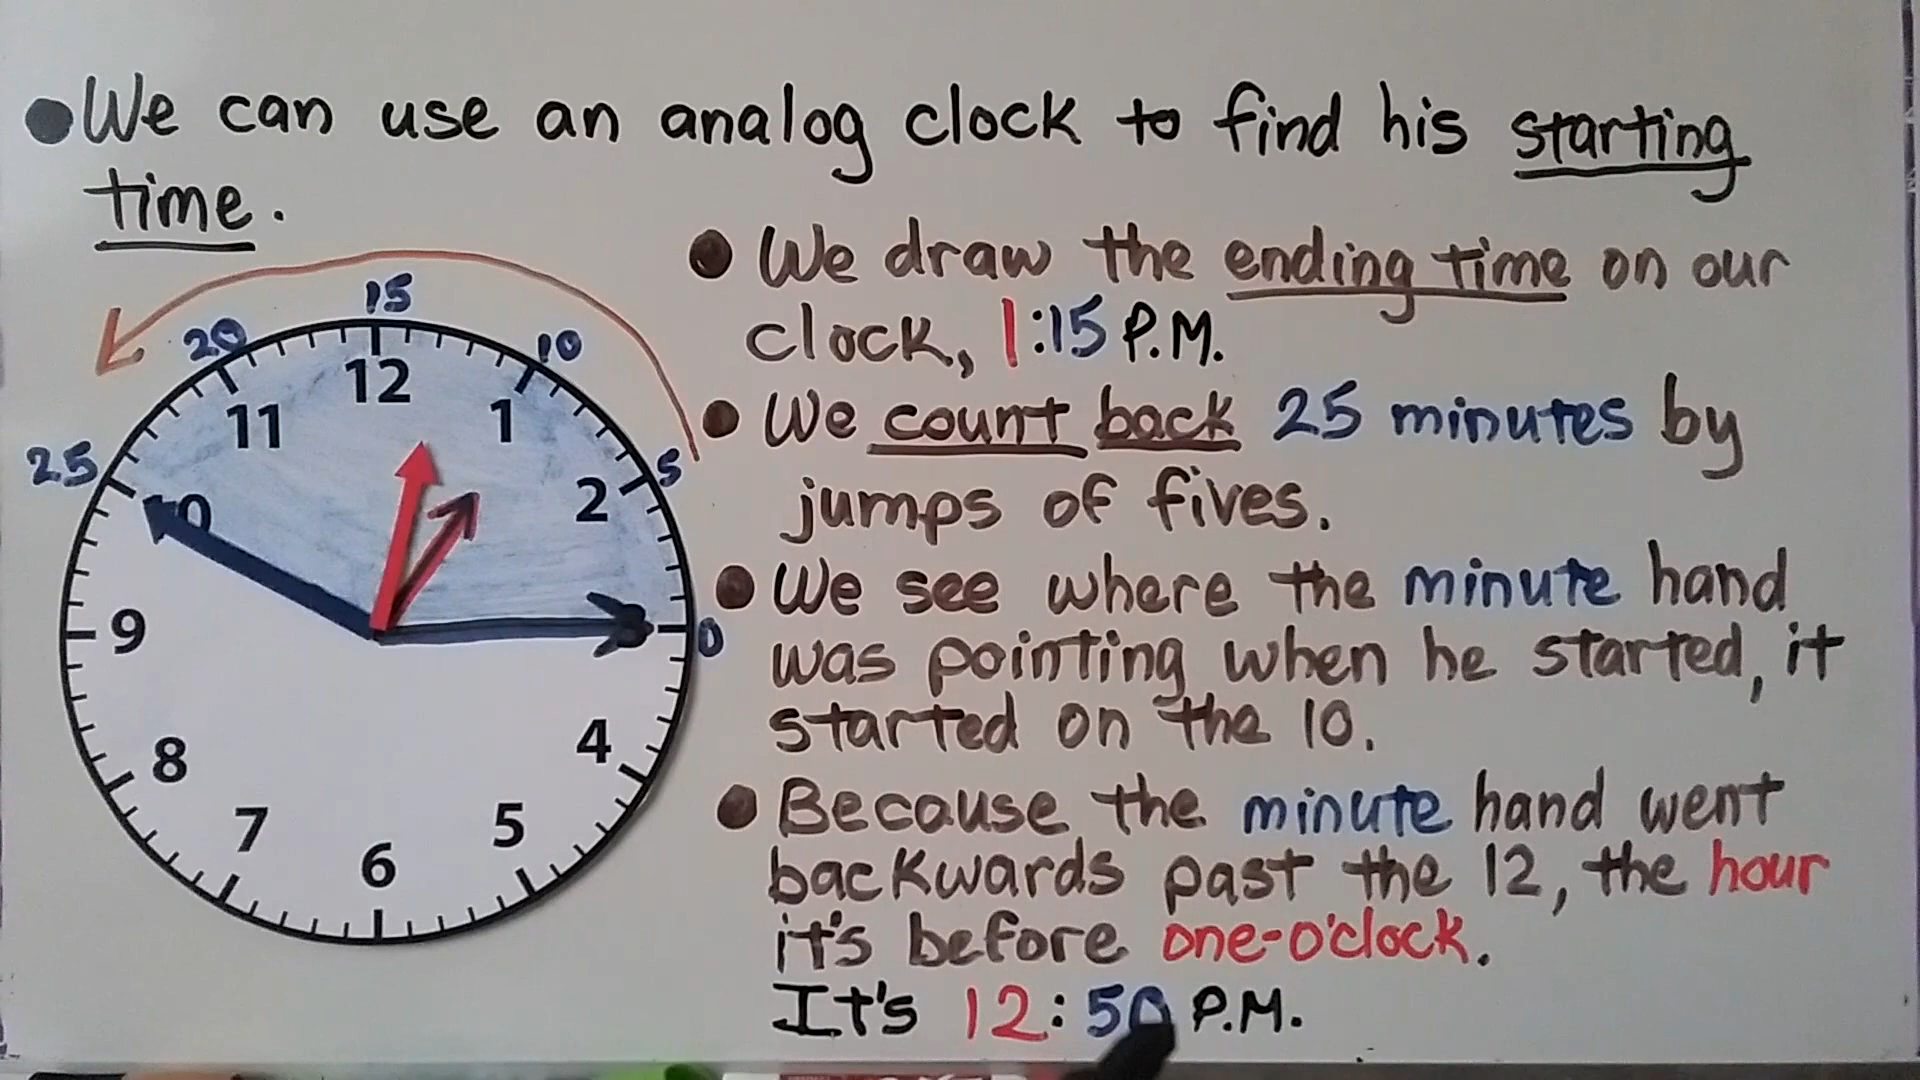 We can use an analog clock to find his starting
time.
We draw the ending time on our
clock, 1:15 P.M.
We count back 25 minutes by
jumps of fives.
We see where the minute hand
was pointing when he started, it
started on the 10.
Because the minute hand went
backwards past the 12, the hour
it's before one-o'clock.
It's 12:50 P.M.
15
20
10
25
5
0
12
11
1
2
0
9
3
8
4
7
5
6